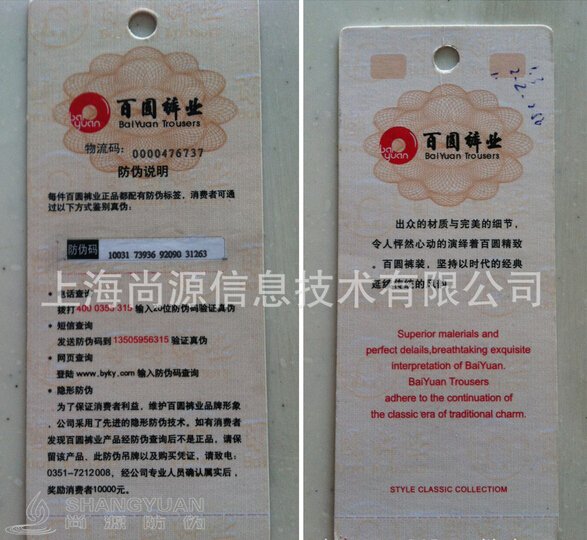 bai
yuan
百圆裤业
BaiYuan Trousers
物流码: 0000476737
防伪说明
每件百圆裤业正品都配有防伪标签，消费者可通
过以下方式鉴别真伪:
防伪码 10031 73936 92090 31263
• 电话查询
拨打400 0355 315 输入20位防伪码验证真伪
• 短信查询
发送防伪码到13505956315 验证真伪
• 网页查询
登陆 www.byky.com 输入防伪码查询
• 隐形防伪
为了保证消费者利益，维护百圆裤业品牌形象
，公司采用了先进的隐形防伪技术。如有消费者
发现百圆裤业产品经防伪查询后不是正品，请保
留该产品、此防伪吊牌以及购买凭证，请致电:
0351-7212008，经公司专业人员确认属实后，
奖励消费者10000元。
SHANGYUAN
尚源防伪
bai
yuan
百圆裤业
BaiYuan Trousers
出众的材质与完美的细节，
令人怦然心动的演绎着百圆精致
。百圆裤装，坚持以时代的经典
延续传统的风神
Superior malerials and
perfect delails,breathtaking exquisite
interpretation of BaiYuan.
BaiYuan Trousers
adhere to the continuation of
the classic era of traditional charm.
STYLE CLASSIC COLLECTIOM
上海尚源信息技术有限公司